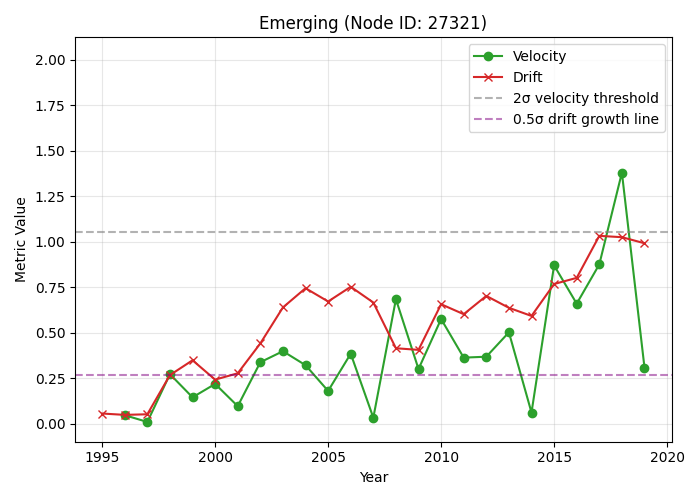 Emerging (Node ID: 27321)
Velocity
Drift
2σ velocity threshold
0.5σ drift growth line
2.00
1.75
1.50
1.25
1.00
0.75
0.50
0.25
0.00
Metric Value
1995
2000
2005
2010
2015
2020
Year